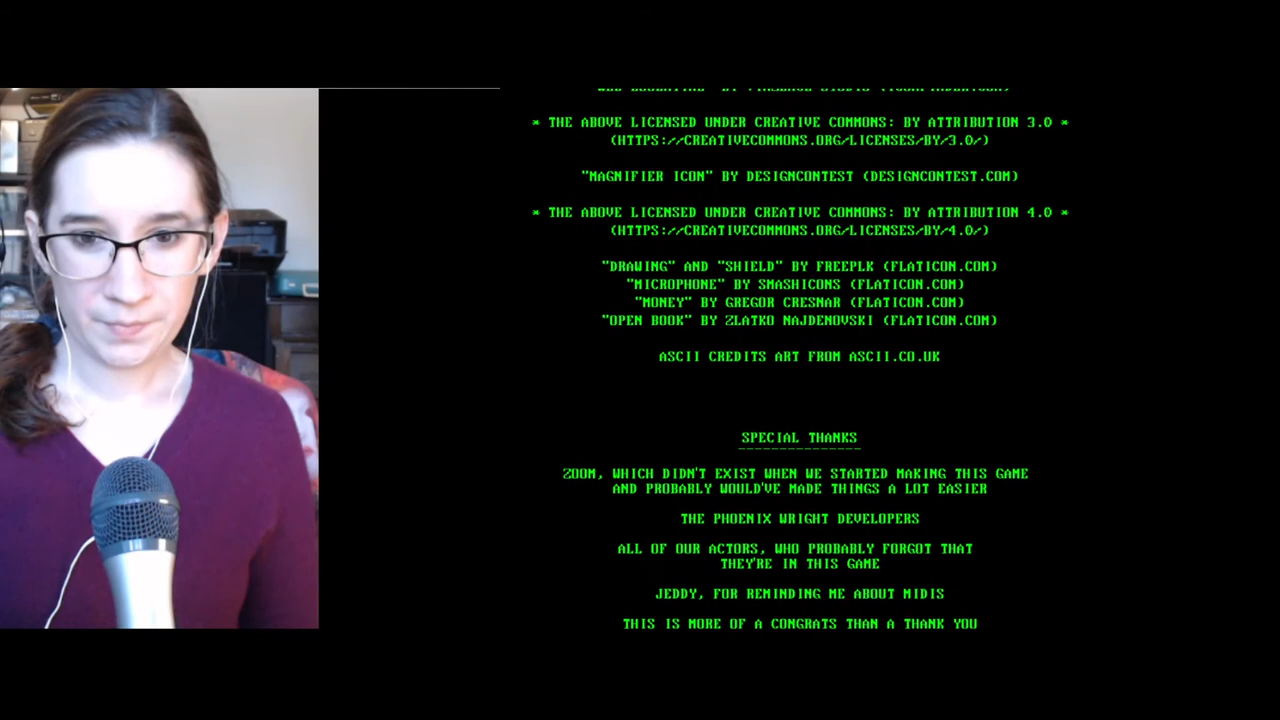 * THE ABOVE LICENSED UNDER CREATIVE COMMONS: BY ATTRIBUTION 3.0 *
(HTTPS://CREATIVECOMMONS.ORG/LICENSES/BY/3.0/)
"MAGNIFIER ICON" BY DESIGNCONTEST (DESIGNCONTEST.COM)
* THE ABOVE LICENSED UNDER CREATIVE COMMONS: BY ATTRIBUTION 4.0 *
(HTTPS://CREATIVECOMMONS.ORG/LICENSES/BY/4.0/)
"DRAWING" AND "SHIELD" BY FREEPLK (FLATICON.COM)
"MICROPHONE" BY SMASHICONS (FLATICON.COM)
"MONEY" BY GREGOR CRESNAR (FLATICON.COM)
"OPEN BOOK" BY ZLATKO NAJDENOVSKI (FLATICON.COM)
ASCII CREDITS ART FROM ASCII.CO.UK
SPECIAL THANKS
---------------
ZOOM, WHICH DIDN'T EXIST WHEN WE STARTED MAKING THIS GAME
AND PROBABLY WOULD'VE MADE THINGS A LOT EASIER
THE PHOENIX WRIGHT DEVELOPERS
ALL OF OUR ACTORS, WHO PROBABLY FORGOT THAT
THEY'RE IN THIS GAME
JEDDY, FOR REMINDING ME ABOUT MIDIS
THIS IS MORE OF A CONGRATS THAN A THANK YOU